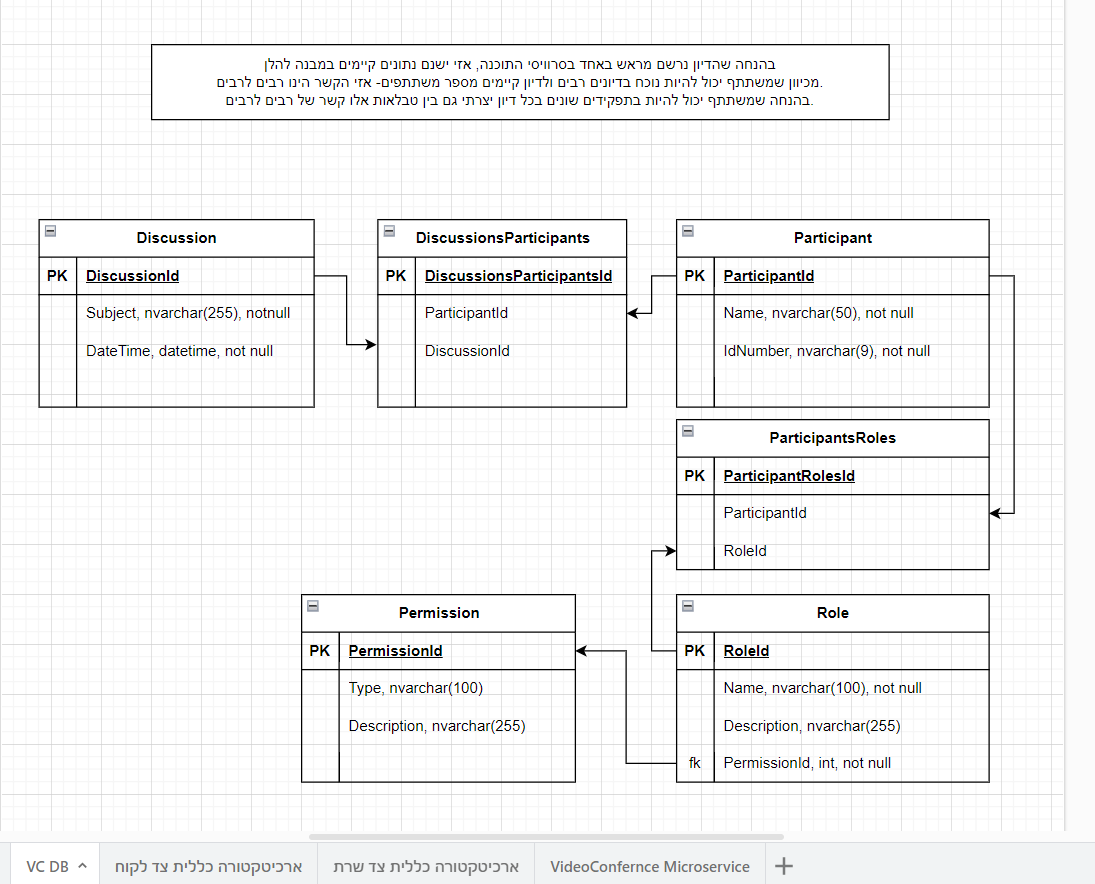 בהנחה שהדיון נרשם מראש באחד בסרוויסי התוכנה, אזי ישנם נתונים קיימים במבנה להלן
מכיוון שמשתתף יכול להיות נוכח בדיונים רבים ולדיון קיימים מספר משתתפים- אזי הקשר הינו רבים לרבים.
בהנחה שמשתתף יכול להיות בתפקידים שונים בכל דיון יצרתי גם בין טבלאות אלו קשר של רבים לרבים.
Discussion
PK DiscussionId
Subject, nvarchar(255), notnull
DateTime, datetime, not null
DiscussionsParticipants
PK DiscussionsParticipantsId
ParticipantId
DiscussionId
Participant
PK ParticipantId
Name, nvarchar(50), not null
IdNumber, nvarchar(9), not null
ParticipantsRoles
PK ParticipantRolesId
ParticipantId
RoleId
Permission
PK PermissionId
Type, nvarchar(100)
Description, nvarchar(255)
Role
PK RoleId
Name, nvarchar(100), not null
Description, nvarchar(255)
fk PermissionId, int, not null
VC DB
ארכיטקטורה כללית צד לקוח
ארכיטקטורה כללית צד שרת
VideoConfernce Microservice